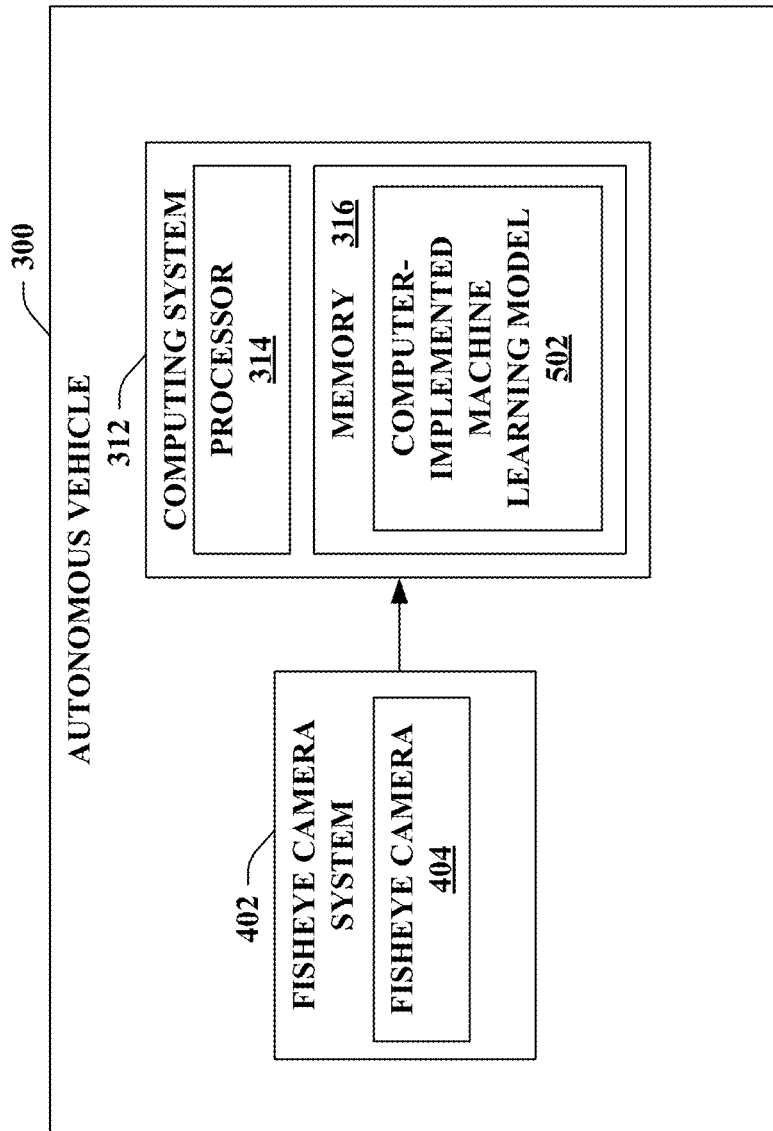 300
AUTONOMOUS VEHICLE
402
FISHEYE CAMERA
SYSTEM
FISHEYE CAMERA
404
312
COMPUTING SYSTEM
PROCESSOR
314
MEMORY 316
COMPUTER-
IMPLEMENTED
MACHINE
LEARNING MODEL
502